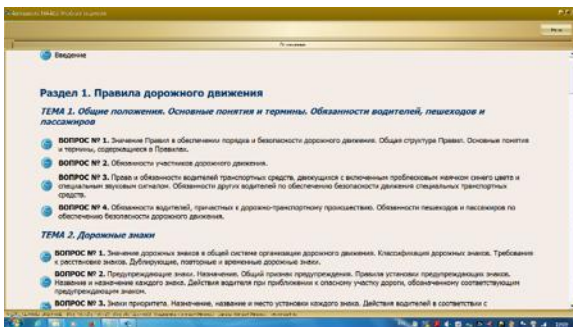 Введение
Раздел 1. Правила дорожного движения
ТЕМА 1. Общие положения. Основные понятия и термины. Обязанности водителей, пешеходов и
пассажиров
ВОПРОС № 1. Значение Правил в обеспечении порядка и безопасности дорожного движения. Общая структура Правил. Основные понятия
и термины, содержащиеся в Правилах.
ВОПРОС № 2. Обязанности участников дорожного движения.
ВОПРОС № 3. Права и обязанности водителей транспортных средств, движущихся с включенным проблесковым маячком синего цвета и
специальным звуковым сигналом. Обязанности других водителей по обеспечению безопасности движения специальных транспортных
средств.
ВОПРОС № 4. Обязанности водителей, причастных к дорожно-транспортному происшествию. Обязанности пешеходов и пассажиров по
обеспечению безопасности дорожного движения.
ТЕМА 2. Дорожные знаки
ВОПРОС № 1. Значение дорожных знаков в общей системе организации дорожного движения. Классификация дорожных знаков. Требования
к расстановке знаков. Дублирующие, повторные и временные дорожные знаки.
ВОПРОС № 2. Предупреждающие знаки. Назначение. Общий признак предупреждения. Правила установки предупреждающих знаков.
Название и назначение каждого знака. Действия водителя при приближении к опасному участку дороги, обозначенному соответствующим
предупреждающим знаком.
ВОПРОС № 3. Знаки приоритета. Назначение, название и место установки каждого знака. Действия водителей в соответствии с